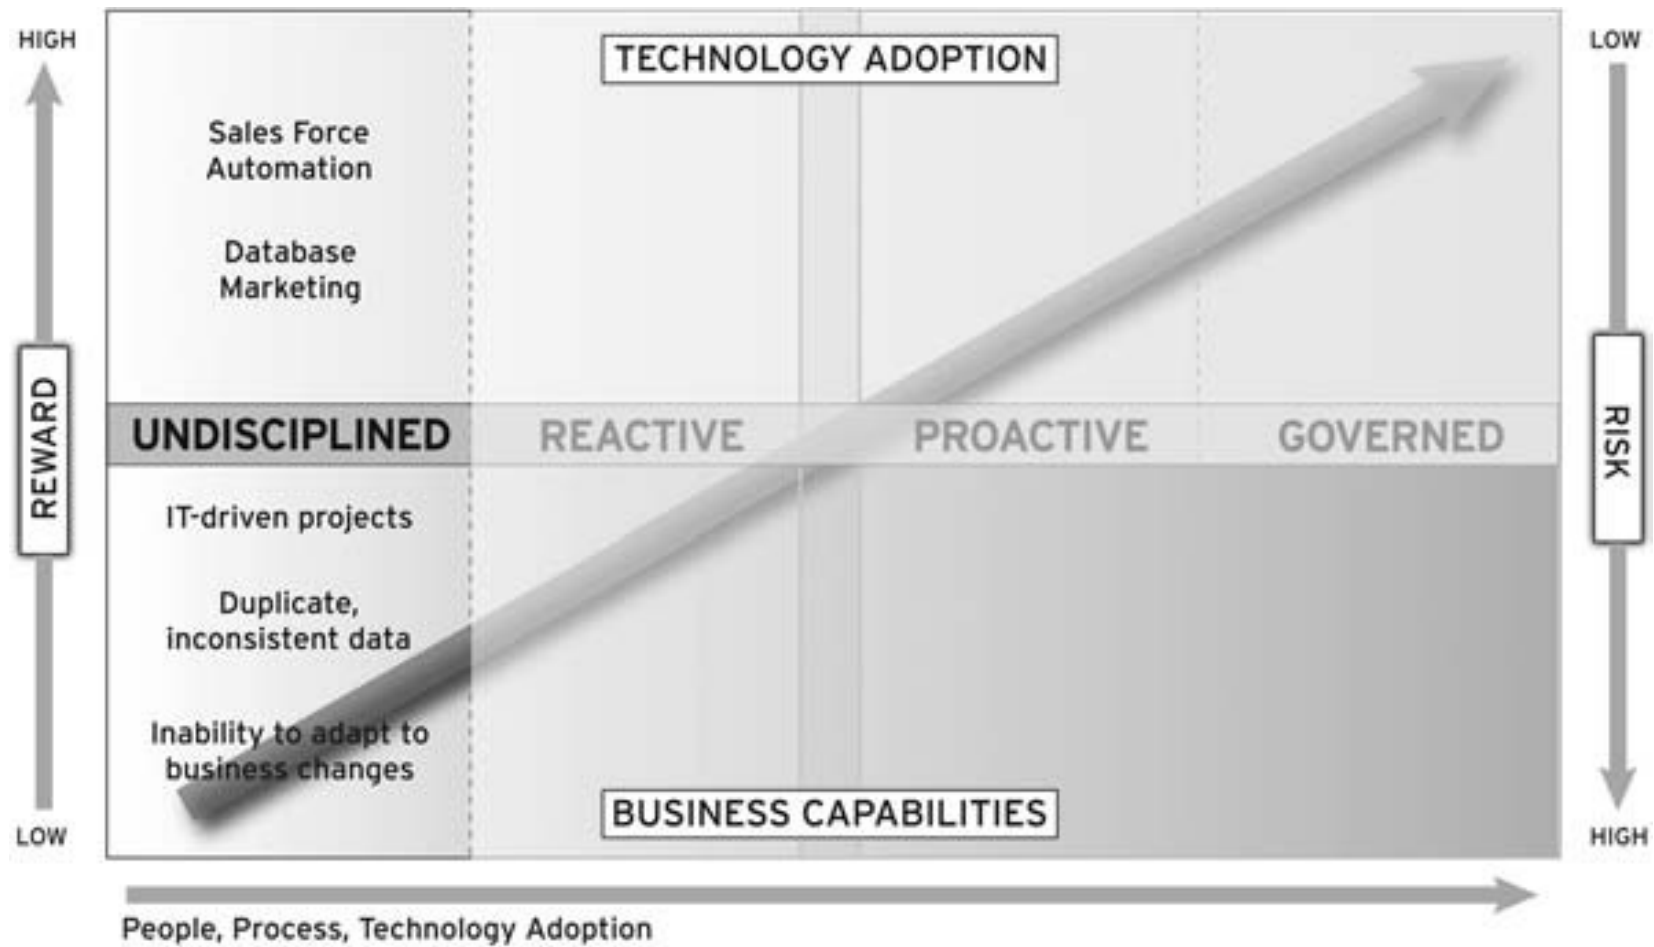 HIGH
LOW
TECHNOLOGY ADOPTION
Sales Force
Automation
Database
Marketing
REWARD
UNDISCIPLINED
REACTIVE
PROACTIVE
GOVERNED
RISK
IT-driven projects
Duplicate,
inconsistent data
Inability to adapt to
business changes
BUSINESS CAPABILITIES
LOW
HIGH
People, Process, Technology Adoption